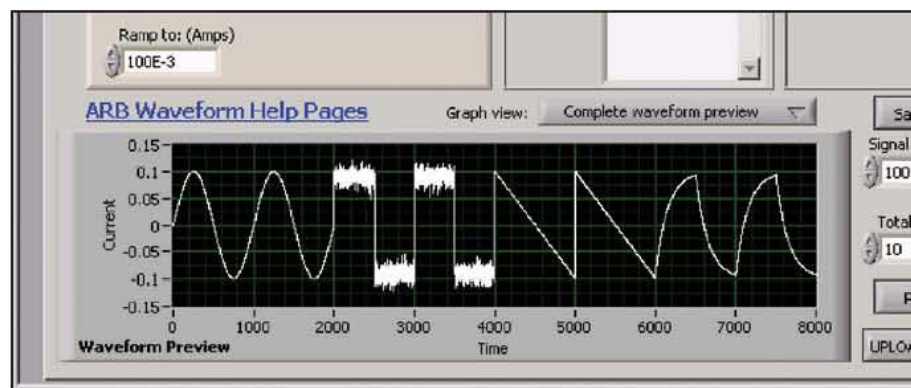 Ramp to: (Amps)
100E-3
ARB Waveform Help Pages
Graph view:
Complete waveform preview
Signal
100
Total
10
0.15
0.1
0.05
0
-0.05
-0.1
-0.15
Current
0
1000
2000
3000
4000
5000
6000
7000
8000
Waveform Preview
Time